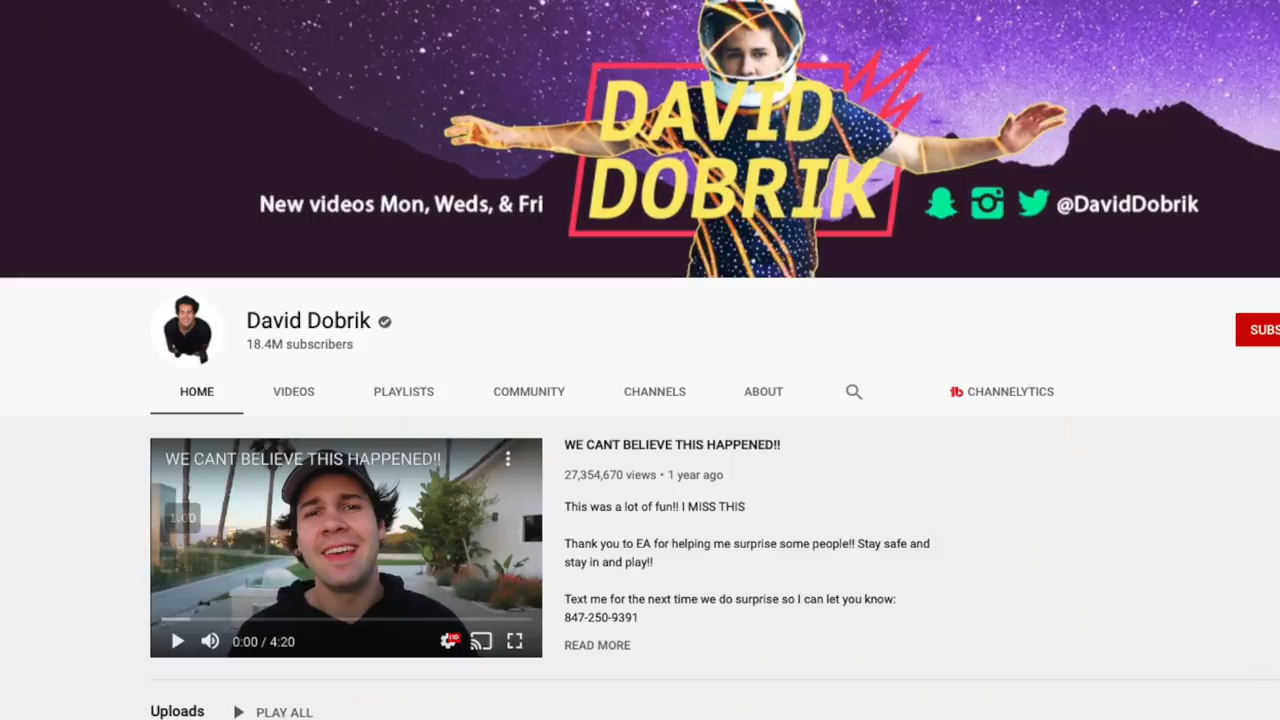 DAVID
DOBRIK
New videos Mon, Weds, & Fri
@DavidDobrik
David Dobrik
18.4M subscribers
SUBS
HOME
VIDEOS
PLAYLISTS
COMMUNITY
CHANNELS
ABOUT
CHANNELYTICS
WE CANT BELIEVE THIS HAPPENED!!
1.00
0:00 / 4:20
HD
WE CANT BELIEVE THIS HAPPENED!!
27,354,670 views • 1 year ago
This was a lot of fun!! I MISS THIS
Thank you to EA for helping me surprise some people!! Stay safe and
stay in and play!!
Text me for the next time we do surprise so I can let you know:
847-250-9391
READ MORE
Uploads
PLAY ALL